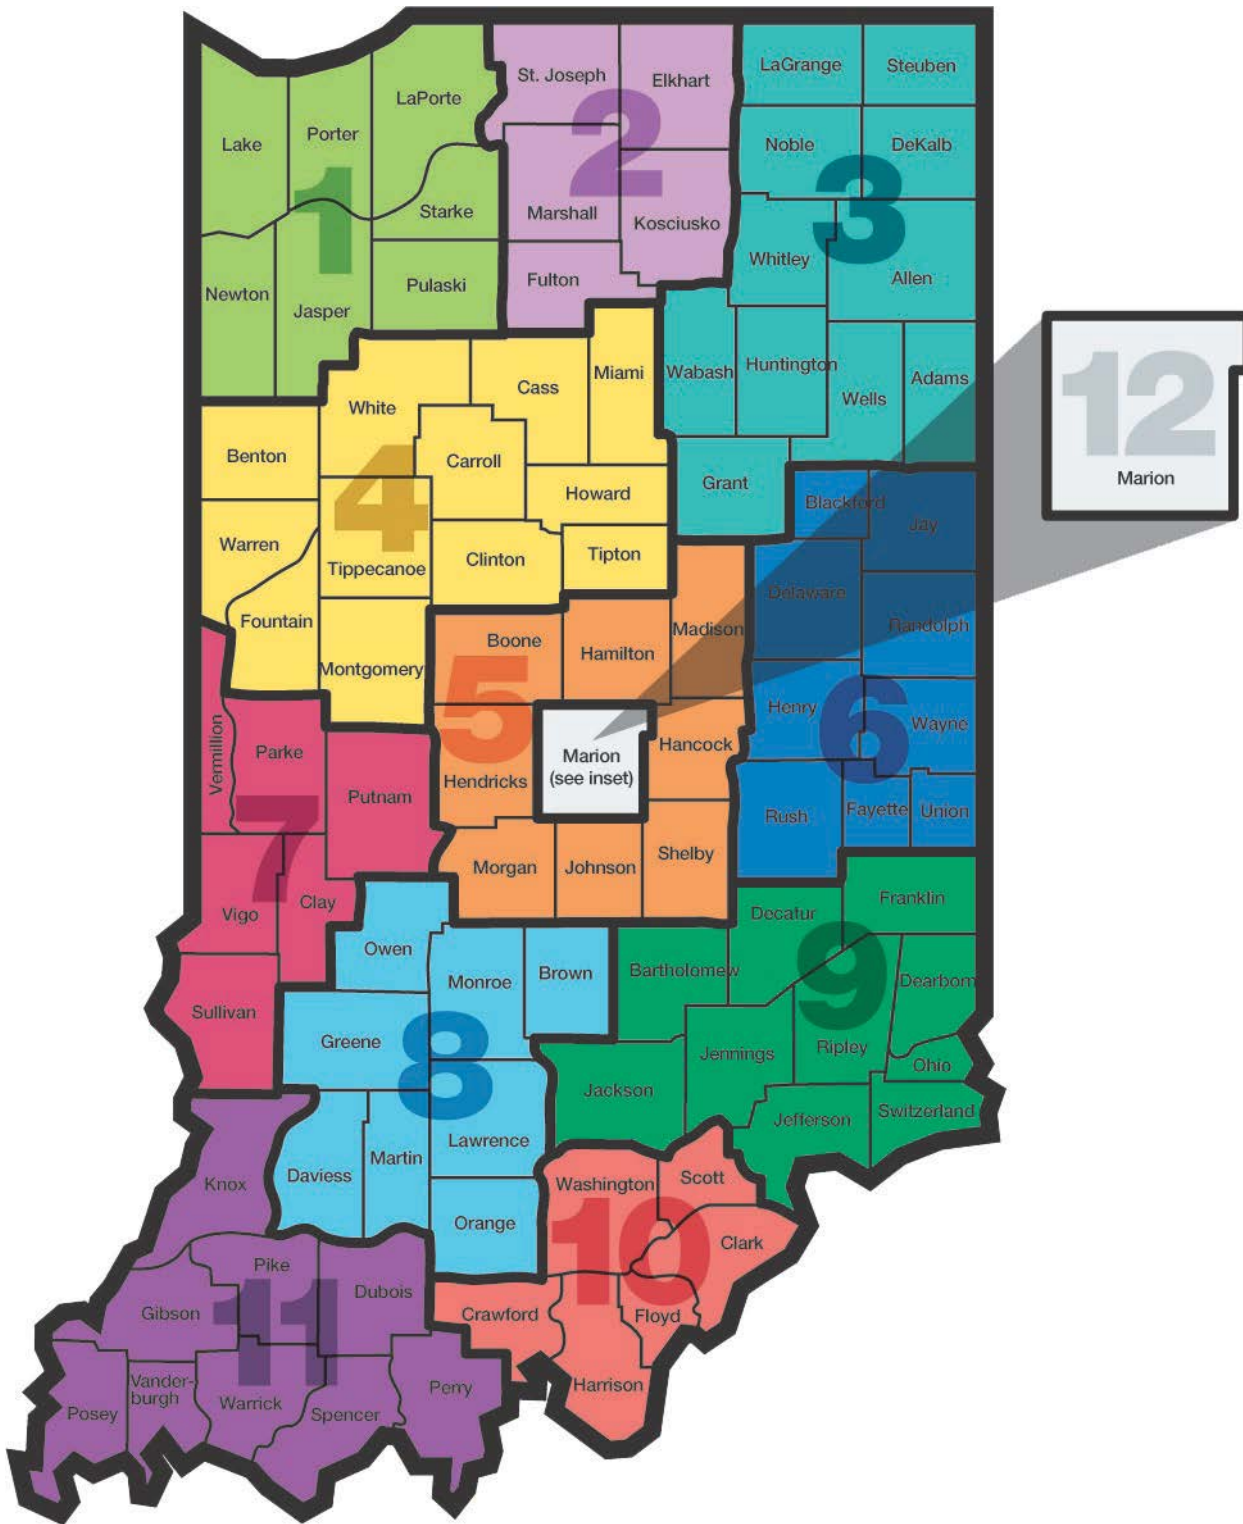 LaGrange
Steuben
St. Joseph
Elkhart
LaPorte
Lake
Porter
Noble
DeKalb
2
1
3
Starke
Marshall
Kosciusko
Whitley
Allen
Newton
Jasper
Pulaski
Fulton
Wabash
Huntington
Wells
Adams
12
Marion
White
Cass
Miami
Benton
Carroll
Grant
Howard
4
Blackford
Jay
Warren
Tippecanoe
Clinton
Tipton
Delaware
Randolph
Fountain
Boone
Hamilton
Madison
Montgomery
5
Henry
6
Wayne
Vermillion
Parke
Hendricks
Marion
(see inset)
Hancock
Putnam
Rush
Fayette
Union
7
Morgan
Johnson
Shelby
Vigo
Clay
Decatur
Franklin
Owen
Monroe
Brown
Bartholomew
9
Dearborn
Sullivan
Greene
8
Jennings
Ripley
Ohio
Jackson
Jefferson
Switzerland
Lawrence
Daviess
Martin
Knox
Washington
Scott
Orange
10
Clark
Pike
Dubois
Gibson
11
Crawford
Floyd
Harrison
Vander-
burgh
Posey
Warrick
Spencer
Perry